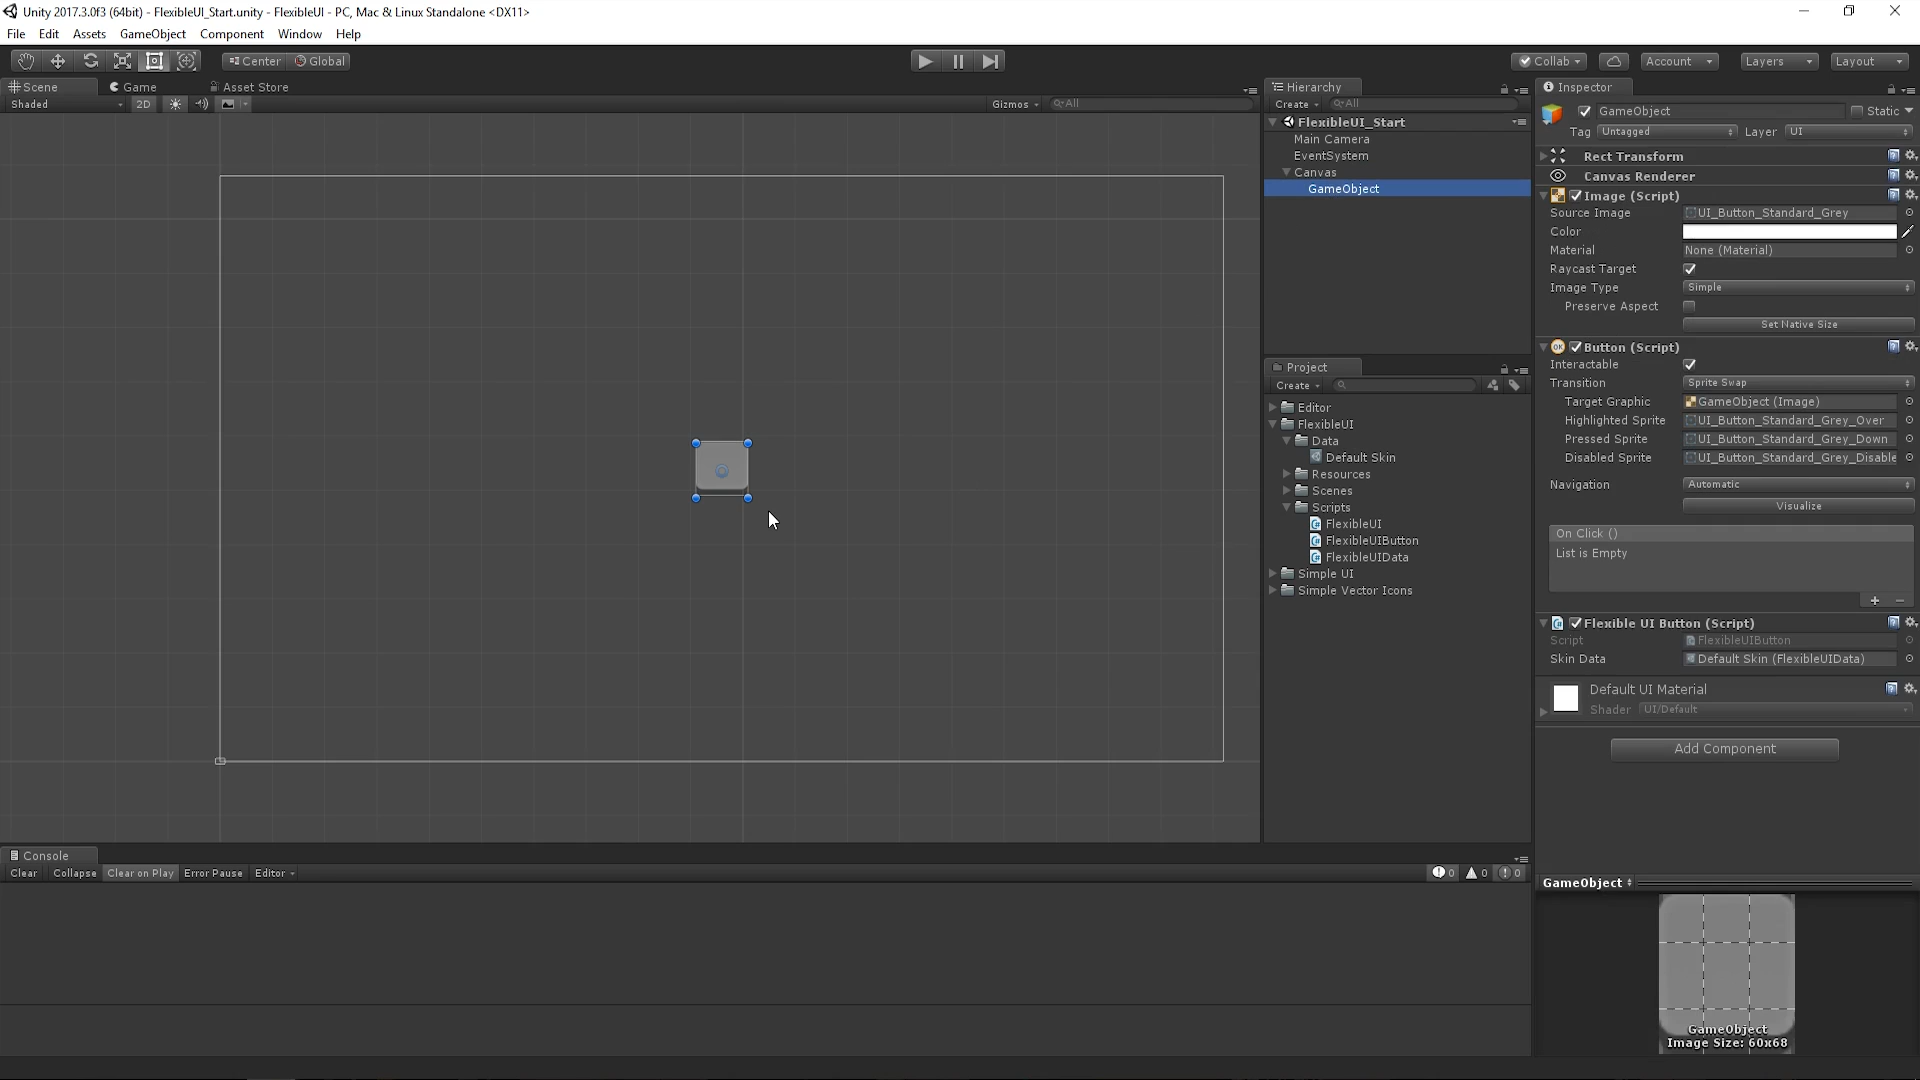 Unity 2017.3.0f3 (64bit) - FlexibleUI_Start.unity - FlexibleUI - PC, Mac & Linux Standalone <DX11>
File Edit Assets GameObject Component Window Help
Center Global Collab Account Layers Layout
Scene Game Asset Store
Shaded 2D Gizmos All
Hierarchy
Create All
FlexibleUI_Start
Main Camera
EventSystem
Canvas
GameObject
Project
Create
Editor
FlexibleUI
Data
Default Skin
Resources
Scenes
Scripts
FlexibleUI
FlexibleUIButton
FlexibleUIData
Simple UI
Simple Vector Icons
Inspector
GameObject Static
Tag Untagged Layer UI
Rect Transform
Canvas Renderer
Image (Script)
Source Image UI_Button_Standard_Grey
Color
Material None (Material)
Raycast Target
Image Type Simple
Preserve Aspect
Set Native Size
OK Button (Script)
Interactable
Transition Sprite Swap
Target Graphic GameObject (Image)
Highlighted Sprite UI_Button_Standard_Grey_Over
Pressed Sprite UI_Button_Standard_Grey_Down
Disabled Sprite UI_Button_Standard_Grey_Disable
Navigation Automatic
Visualize
On Click ()
List is Empty
Flexible UI Button (Script)
Script FlexibleUIButton
Skin Data Default Skin (FlexibleUIData)
Default UI Material
Shader UI/Default
Add Component
Console
Clear Collapse Clear on Play Error Pause Editor 0 0 0
GameObject
GameObject
Image Size: 60x68